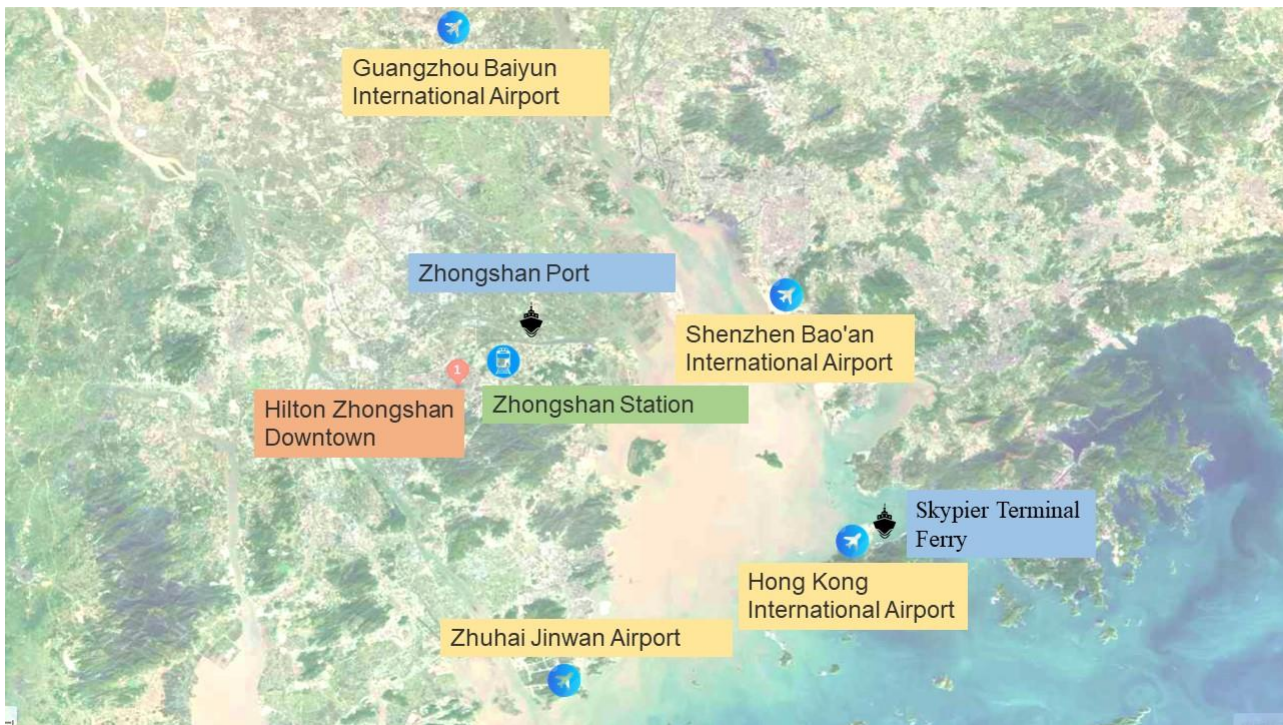 Guangzhou Baiyun
International Airport
Zhongshan Port
Shenzhen Bao'an
International Airport
1
Hilton Zhongshan
Downtown
Zhongshan Station
Skypier Terminal
Ferry
Hong Kong
International Airport
Zhuhai Jinwan Airport